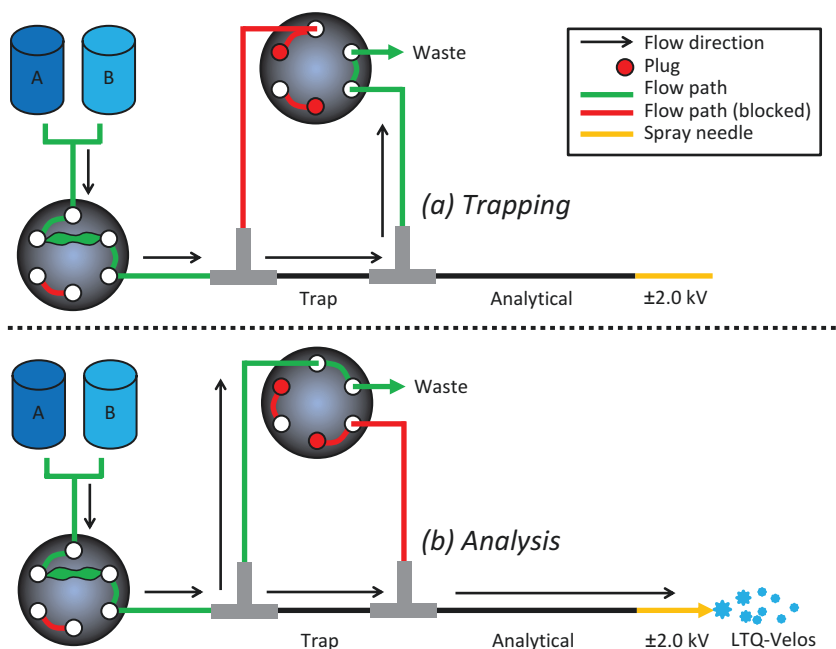 A
B
Waste
Flow direction
Plug
Flow path
Flow path (blocked)
Spray needle
(a) Trapping
Trap
Analytical
±2.0 kV
A
B
Waste
(b) Analysis
Trap
Analytical
±2.0 kV
LTQ-Velos